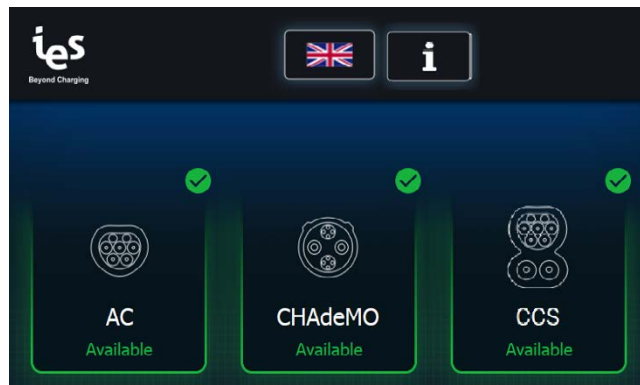 ies
Beyond Charging
i
AC
CHAdeMO
CCS
Available
Available
Available